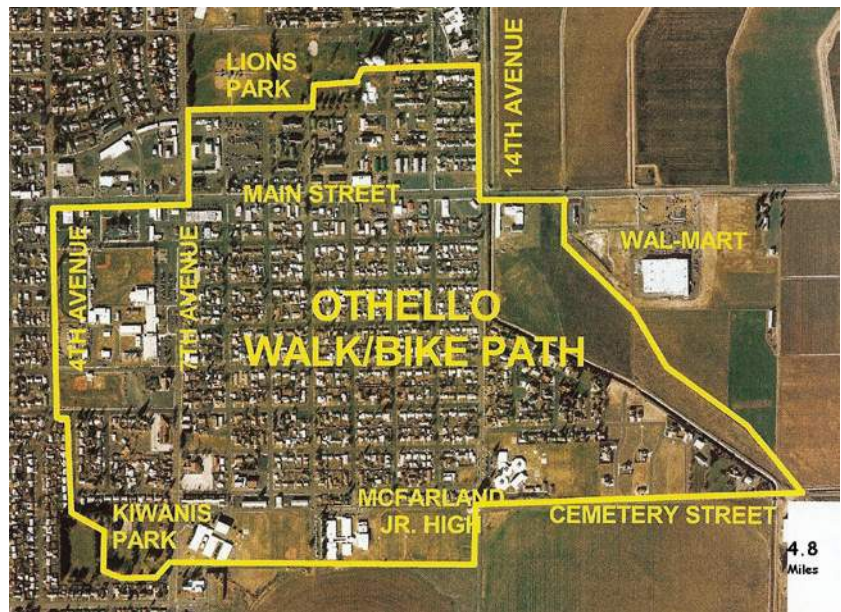 LIONS
PARK
14TH AVENUE
MAIN STREET
WAL-MART
4TH AVENUE
7TH AVENUE
OTHELLO
WALK/BIKE PATH
KIWANIS
PARK
MCFARLAND
JR. HIGH
CEMETERY STREET
4.8
Miles